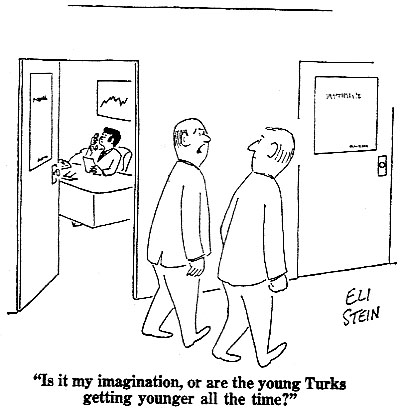 ELI
STEIN
“Is it my imagination, or are the young Turks
getting younger all the time?”